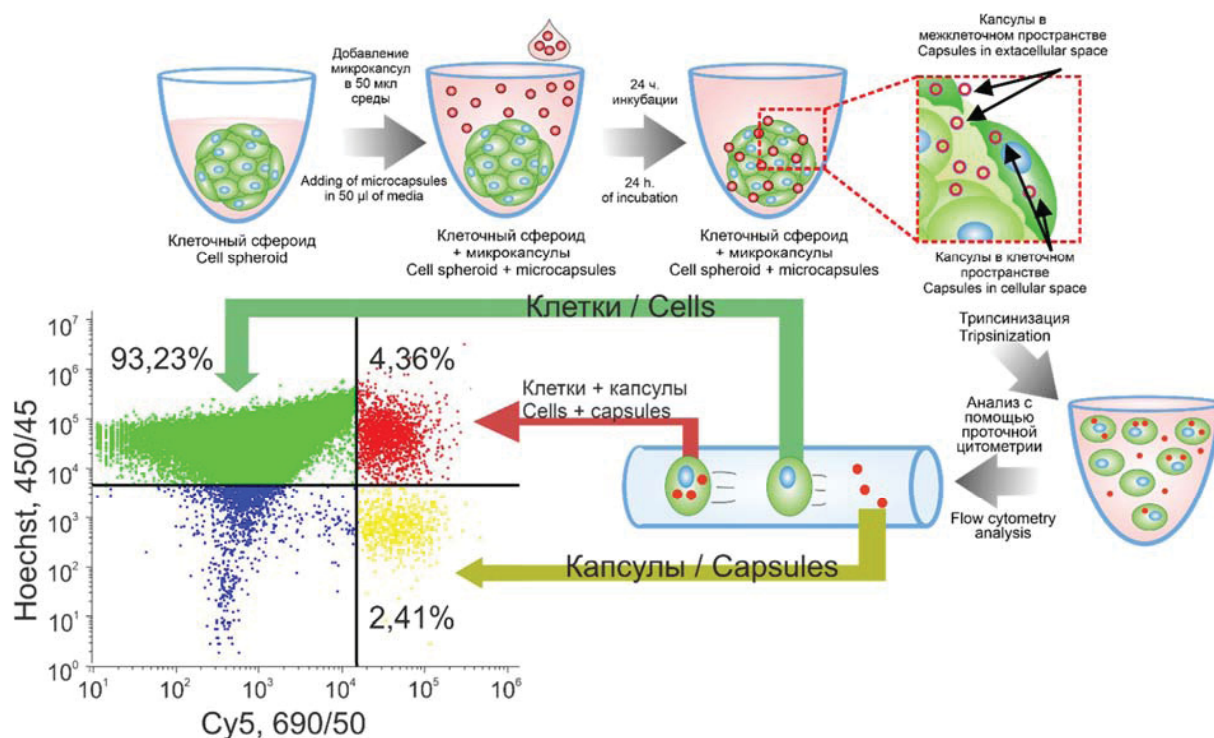 Добавление
микрокапсул
в 50 мкл
среды
Adding of microcapsules
in 50 µl of media
24 ч.
инкубации
24 h.
of incubation
Капсулы в
межклеточном пространстве
Capsules in extacellular space
Клеточный сфероид
Cell spheroid
Клеточный сфероид
+ микрокапсулы
Cell spheroid + microcapsules
Клеточный сфероид
+ микрокапсулы
Cell spheroid + microcapsules
Капсулы в клеточном
пространстве
Capsules in cellular space
Клетки / Cells
Трипсинизация
Tripsinization
93,23%
4,36%
Клетки + капсулы
Cells + capsules
Анализ с
помощью
проточной
цитометрии
Flow cytometry
analysis
Капсулы / Capsules
2,41%
Hoechst, 450/45
10⁷
10⁶
10⁵
10⁴
10³
10²
10¹
10⁰
10¹ 10² 10³ 10⁴ 10⁵ 10⁶
Cy5, 690/50